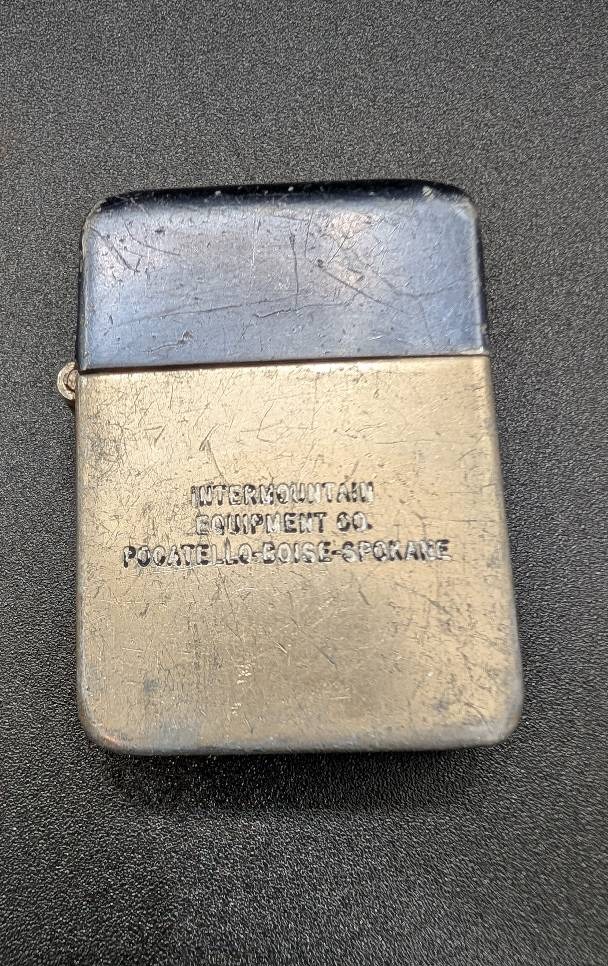 INTERMOUNTAIN
EQUIPMENT CO.
POCATELLO-BOISE-SPOKANE